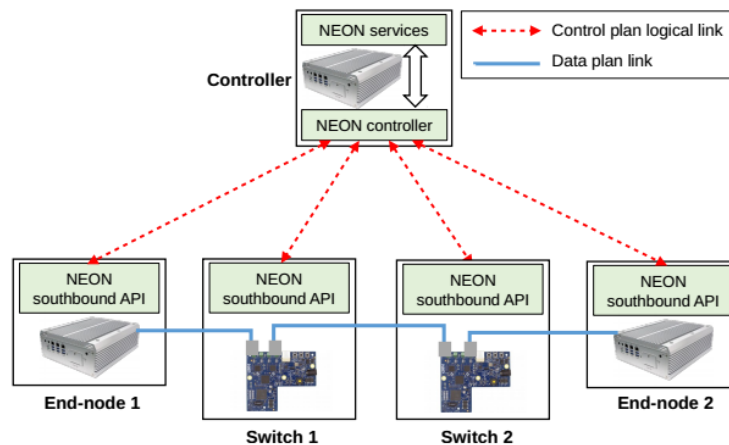 NEON services
Controller
NEON controller
Control plan logical link
Data plan link
NEON
southbound API
NEON
southbound API
NEON
southbound API
NEON
southbound API
End-node 1
Switch 1
Switch 2
End-node 2